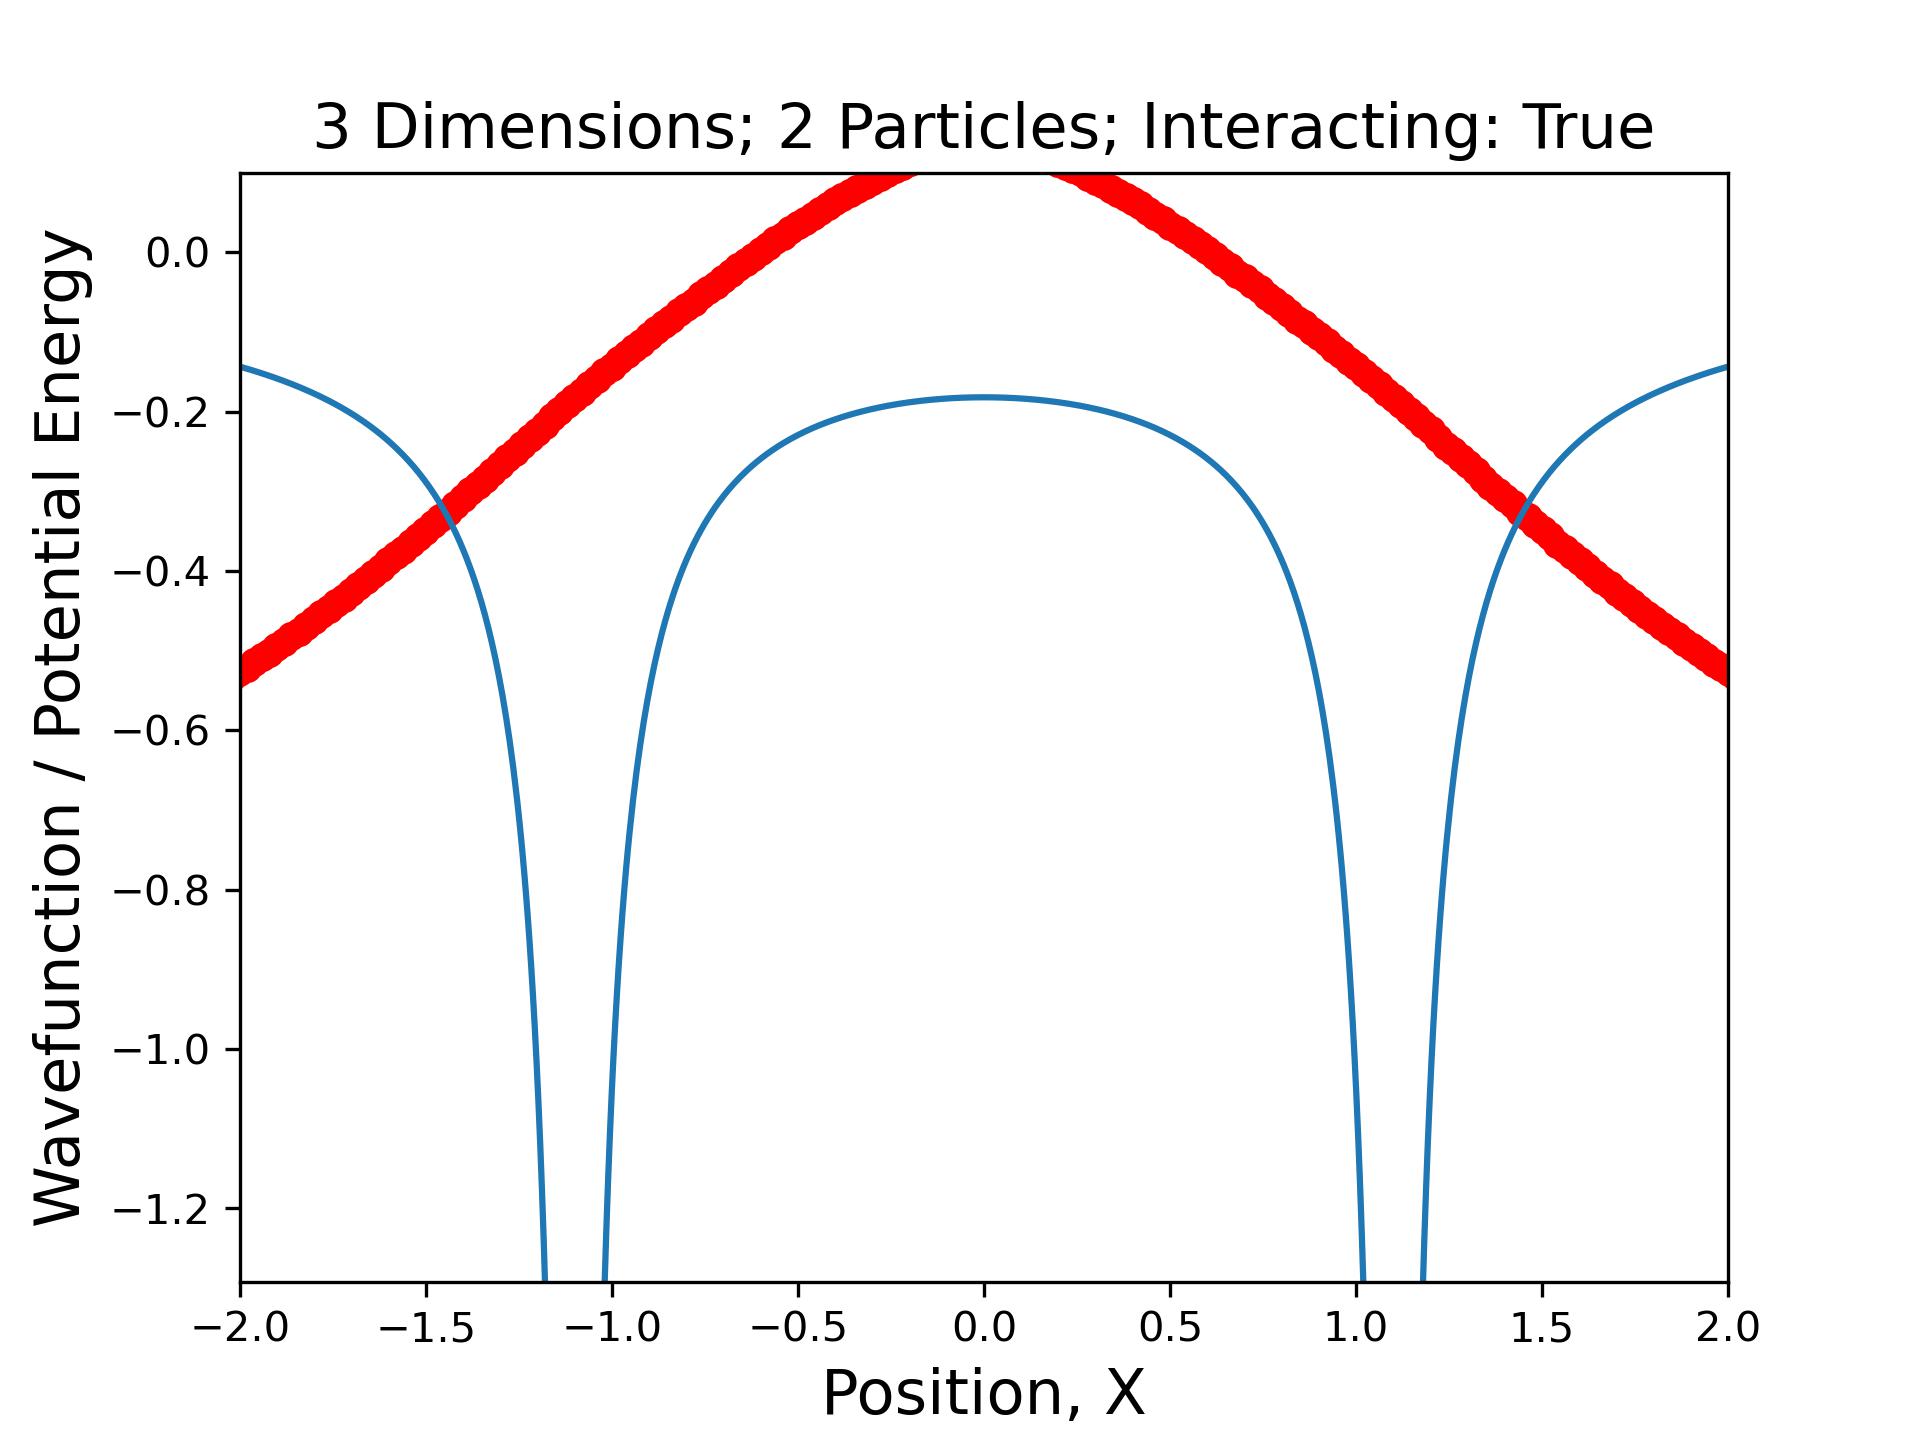 3 Dimensions; 2 Particles; Interacting: True
Wavefunction / Potential Energy
0.0
−0.2
−0.4
−0.6
−0.8
−1.0
−1.2
−2.0 −1.5 −1.0 −0.5 0.0 0.5 1.0 1.5 2.0
Position, X